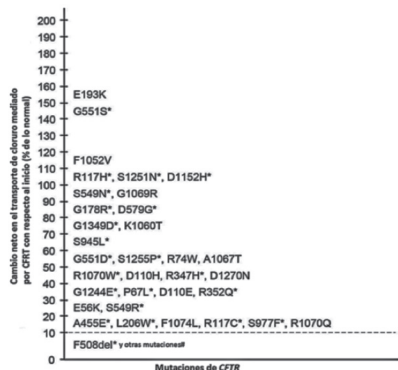 Cambio neto en el transporte de cloruro mediado
por CFRT con respecto al inicio (% de lo normal)
200
190
180
170
160
150
140
130
120
110
100
90
80
70
60
50
40
30
20
10
0
E193K
G551S*
F1052V
R117H*, S1251N*, D1152H*
S549N*, G1069R
G178R*, D579G*
G1349D*, K1060T
S945L*
G551D*, S1255P*, R74W, A1067T
R1070W*, D110H, R347H*, D1270N
G1244E*, P67L*, D110E, R352Q*
E56K, S549R*
A455E*, L206W*, F1074L, R117C*, S977F*, R1070Q
F508del* y otras mutaciones#
Mutaciones de CFTR